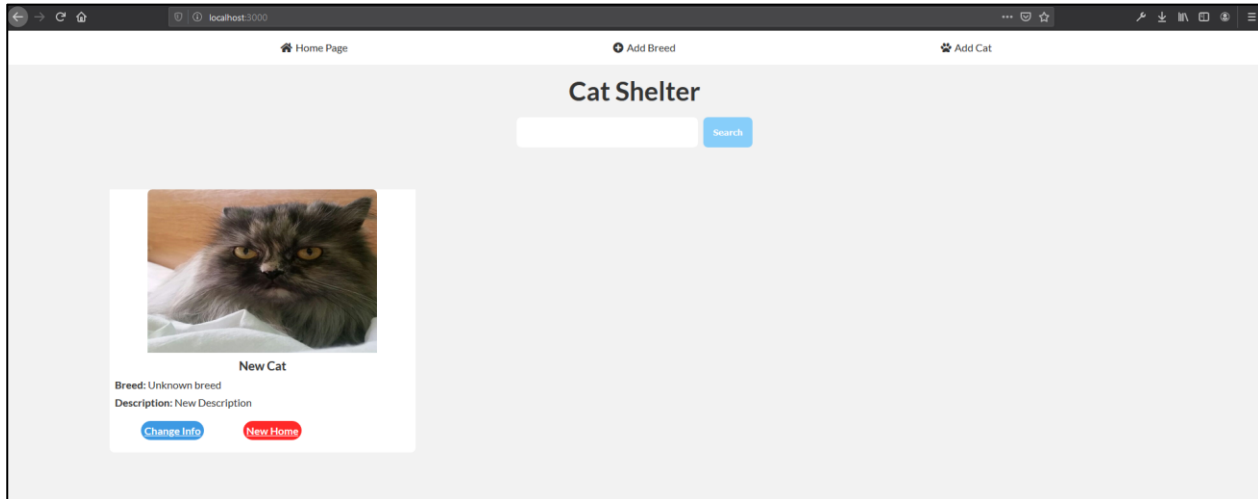 localhost:3000
Home Page Add Breed Add Cat
Cat Shelter
Search
New Cat
Breed: Unknown breed
Description: New Description
Change Info New Home